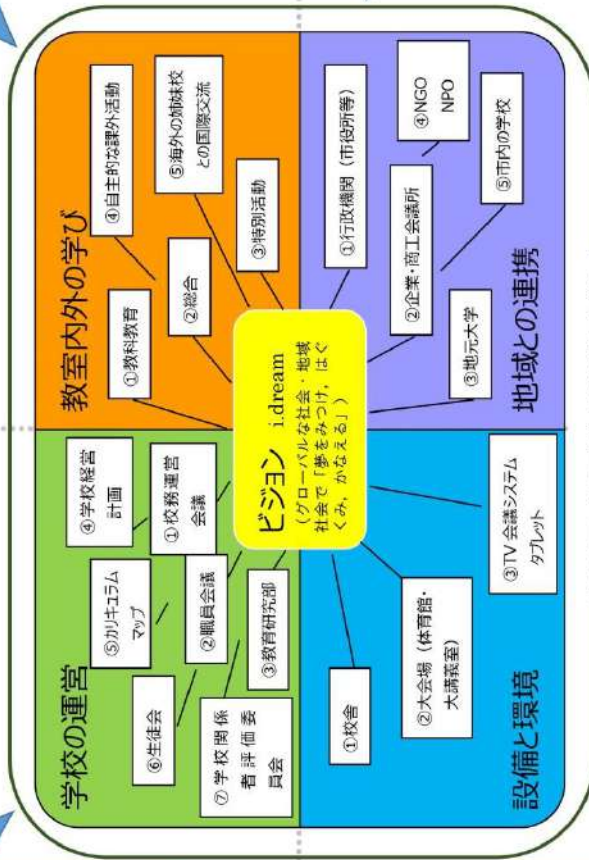 学校の運営
④学校経営
計画
①校務運営
会議
⑤カリキュラム
マップ
②職員会議
③教育研究部
⑥生徒会
⑦学校関係
者評価委
員会
教室内外の学び
①教科教育
④自主的な課外活動
②総合
⑤海外の姉妹校
との国際交流
③特別活動
ビジョン i.dream
(グローバルな社会・地域
社会で「夢をみつけ，はぐ
くみ，かなえる」)
設備と環境
①校舎
②大会場(体育館・
大講義室)
③TV会議システム
タブレット
地域との連携
①行政機関(市役所等)
②企業・商工会議所
④NGO
NPO
③地元大学
⑤市内の学校